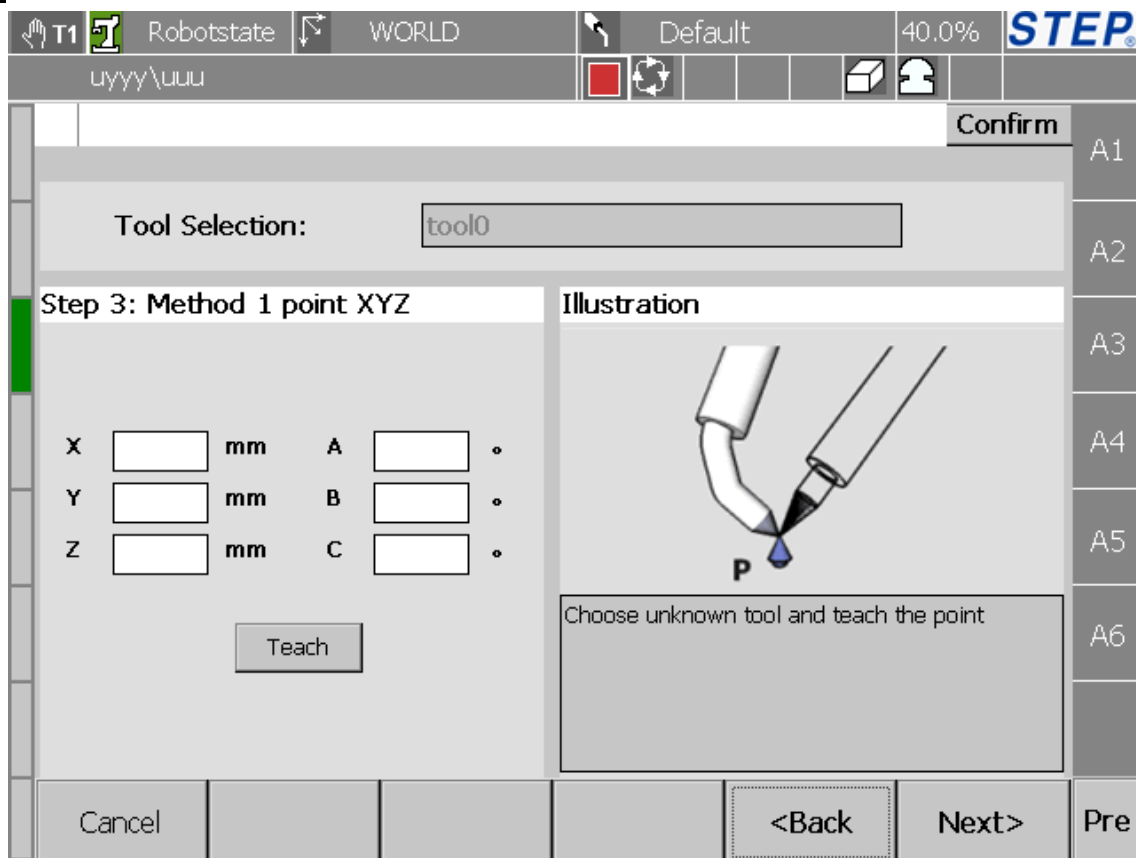 T1 Robotstate WORLD Default 40.0% STEP®
uyyy\uuu
Confirm
A1
Tool Selection: tool0
A2
Step 3: Method 1 point XYZ
Illustration
A3
X mm A °
A4
Y mm B °
Z mm C °
A5
P
Choose unknown tool and teach the point
A6
Teach
Cancel <Back Next> Pre